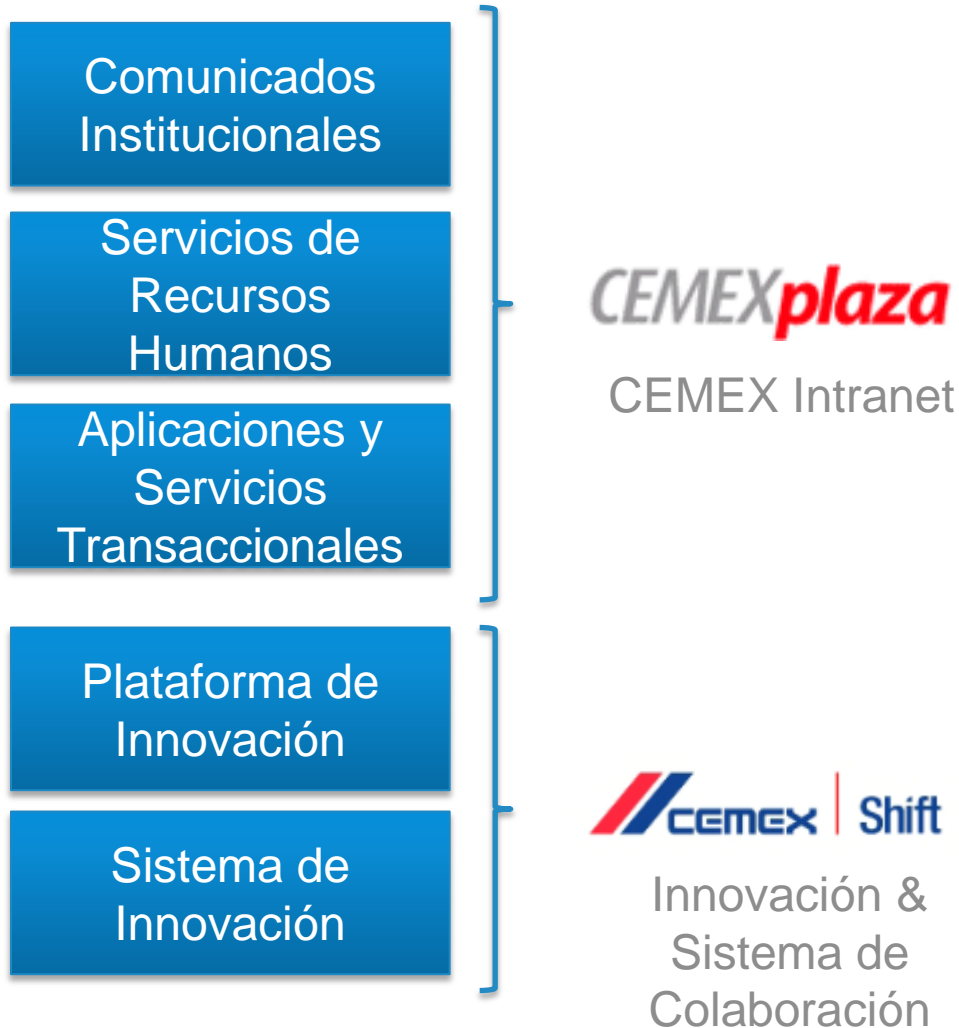 Comunicados
Institucionales
Servicios de
Recursos
Humanos
Aplicaciones y
Servicios
Transaccionales
CEMEXplaza
CEMEX Intranet
Plataforma de
Innovación
Sistema de
Innovación
CEMEX Shift
Innovación &
Sistema de
Colaboración